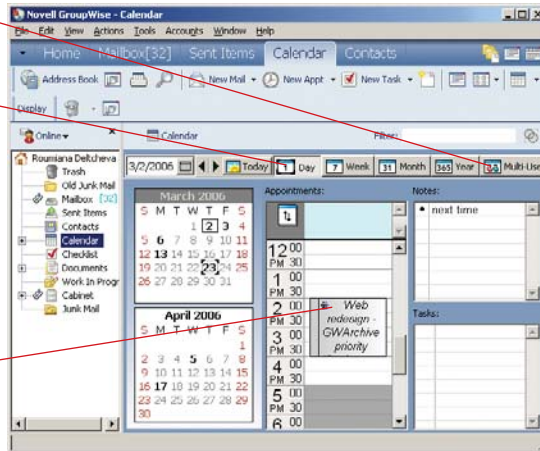 Novell GroupWise - Calendar
File Edit View Actions Tools Accounts Window Help
Home Mailbox[32] Sent Items Calendar Contacts
Address Book New Mail New Appt New Task
Display
Online Calendar Filter:
3/2/2006 Today 1 Day 7 Week 31 Month 365 Year Multi-Use
Roumiana Deltcheva
Trash
Old Junk Mail
Mailbox [32]
Sent Items
Contacts
Calendar
Checklist
Documents
Work In Progr
Cabinet
Junk Mail
March 2006
S M T W T F S
1 2 3 4
5 6 7 8 9 10 11
12 13 14 15 16 17 18
19 20 21 22 23 24 25
26 27 28 29 30 31
April 2006
S M T W T F S
1
2 3 4 5 6 7 8
9 10 11 12 13 14 15
16 17 18 19 20 21 22
23 24 25 26 27 28 29
30
Appointments:
12 00
PM 30
1 00
PM 30
2 00
PM 30
3 00
PM 30
4 00
PM 30
5 00
PM 30
6 00
Web
redesign -
GWArchive
priority
Notes:
next time
Tasks: